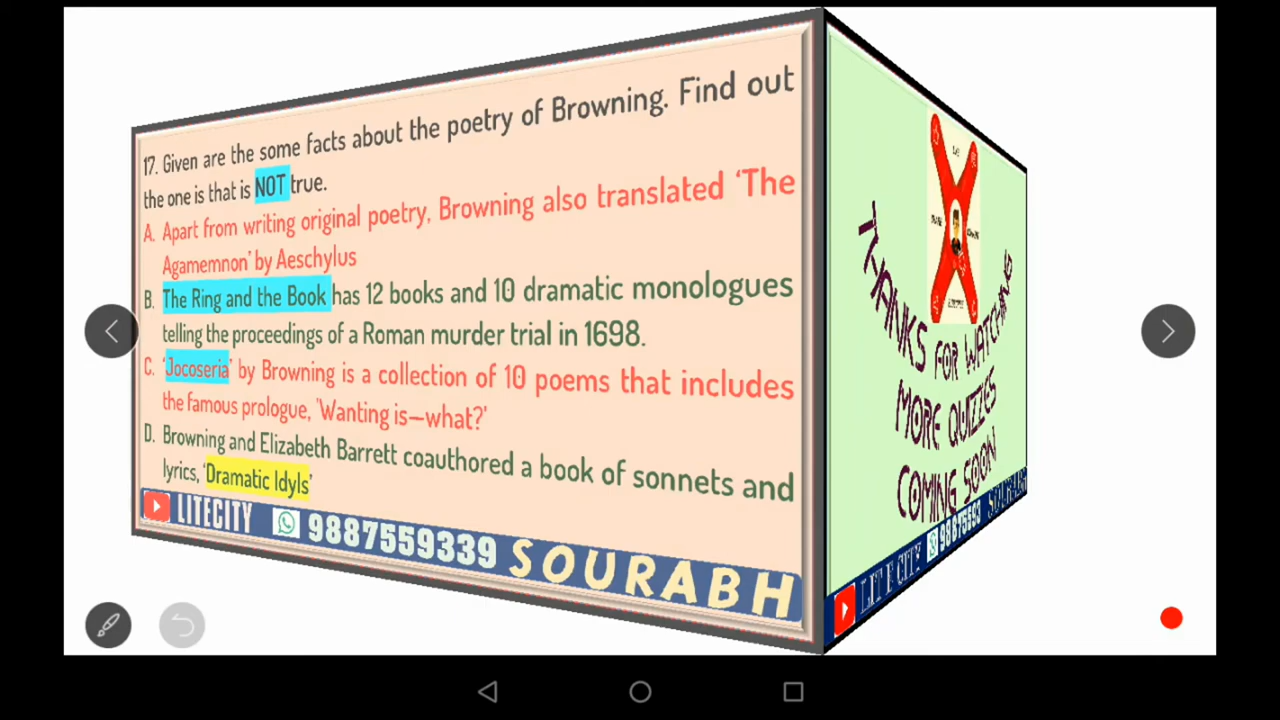 17. Given are the some facts about the poetry of Browning. Find out
the one is that is NOT true.
A. Apart from writing original poetry, Browning also translated ‘The
Agamemnon’ by Aeschylus
B. The Ring and the Book has 12 books and 10 dramatic monologues
telling the proceedings of a Roman murder trial in 1698.
C. ‘Jocoseria’ by Browning is a collection of 10 poems that includes
the famous prologue, 'Wanting is—what?'
D. Browning and Elizabeth Barrett coauthored a book of sonnets and
lyrics, ‘Dramatic Idyls’
LITECITY 9887559339 SOURABH
THANKS FOR WATCHING
MORE QUIZZES
COMING SOON
LIT E CITY 98875593 SOURABH